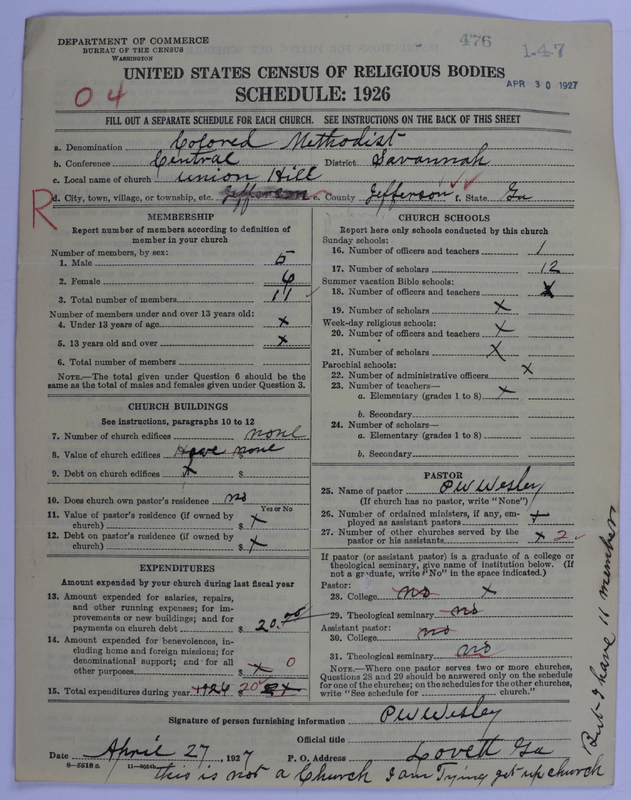 DEPARTMENT OF COMMERCE
BUREAU OF THE CENSUS
WASHINGTON
476
1-4-7
UNITED STATES CENSUS OF RELIGIOUS BODIES
APR 30 1927
SCHEDULE: 1926
04
FILL OUT A SEPARATE SCHEDULE FOR EACH CHURCH. SEE INSTRUCTIONS ON THE BACK OF THIS SHEET
a. Denomination Colored Methodist
b. Conference Central District Savannah
c. Local name of church Union Hill
R
d. City, town, village, or township, etc. Jefferson e. County Jefferson f. State Ga
MEMBERSHIP
Report number of members according to definition of
member in your church
Number of members, by sex:
1. Male 5
2. Female 6
3. Total number of members 11
Number of members under and over 13 years old:
4. Under 13 years of age x
5. 13 years old and over x
6. Total number of members
NOTE.—The total given under Question 6 should be
same as the total of males and females given under Question 3.
CHURCH BUILDINGS
See instructions, paragraphs 10 to 12
7. Number of church edifices none
8. Value of church edifices Have none
9. Debt on church edifices x $
10. Does church own pastor's residence no
Yes or No
11. Value of pastor's residence (if owned by
church) $ x
12. Debt on pastor's residence (if owned by
church) $ x
EXPENDITURES
Amount expended by your church during last fiscal year
13. Amount expended for salaries, repairs,
and other running expenses; for im-
provements or new buildings; and for
payments on church debt $ 20.00
14. Amount expended for benevolences, in-
cluding home and foreign missions; for
denominational support; and for all
other purposes $ x 0
15. Total expenditures during year 1926 20
CHURCH SCHOOLS
Report here only schools conducted by this church
Sunday schools:
16. Number of officers and teachers 1
17. Number of scholars 12
Summer vacation Bible schools:
18. Number of officers and teachers x
19. Number of scholars x
Week-day religious schools:
20. Number of officers and teachers x
21. Number of scholars x
Parochial schools:
22. Number of administrative officers x
23. Number of teachers—
a. Elementary (grades 1 to 8) x
b. Secondary
24. Number of scholars—
a. Elementary (grades 1 to 8)
b. Secondary
PASTOR
25. Name of pastor P W Wesley
(If church has no pastor, write "None")
26. Number of ordained ministers, if any, em-
ployed as assistant pastors x
27. Number of other churches served by the
pastor or his assistants x 2
If pastor (or assistant pastor) is a graduate of a college or
theological seminary, give name of institution below. (If
not a graduate, write "No" in the space indicated.)
Pastor:
28. College no x
29. Theological seminary no
Assistant pastor:
30. College no
31. Theological seminary no
NOTE.—Where one pastor serves two or more churches,
Questions 28 and 29 should be answered only on the schedule
for one of the churches; on the schedules for the other churches,
write "See schedule for church."
Signature of person furnishing information P W Wesley
Official title
Date April 27, 1927 P. O. Address Lovett Ga
8—5518 a
this is not a Church I am Trying get up church
But I have 11 members